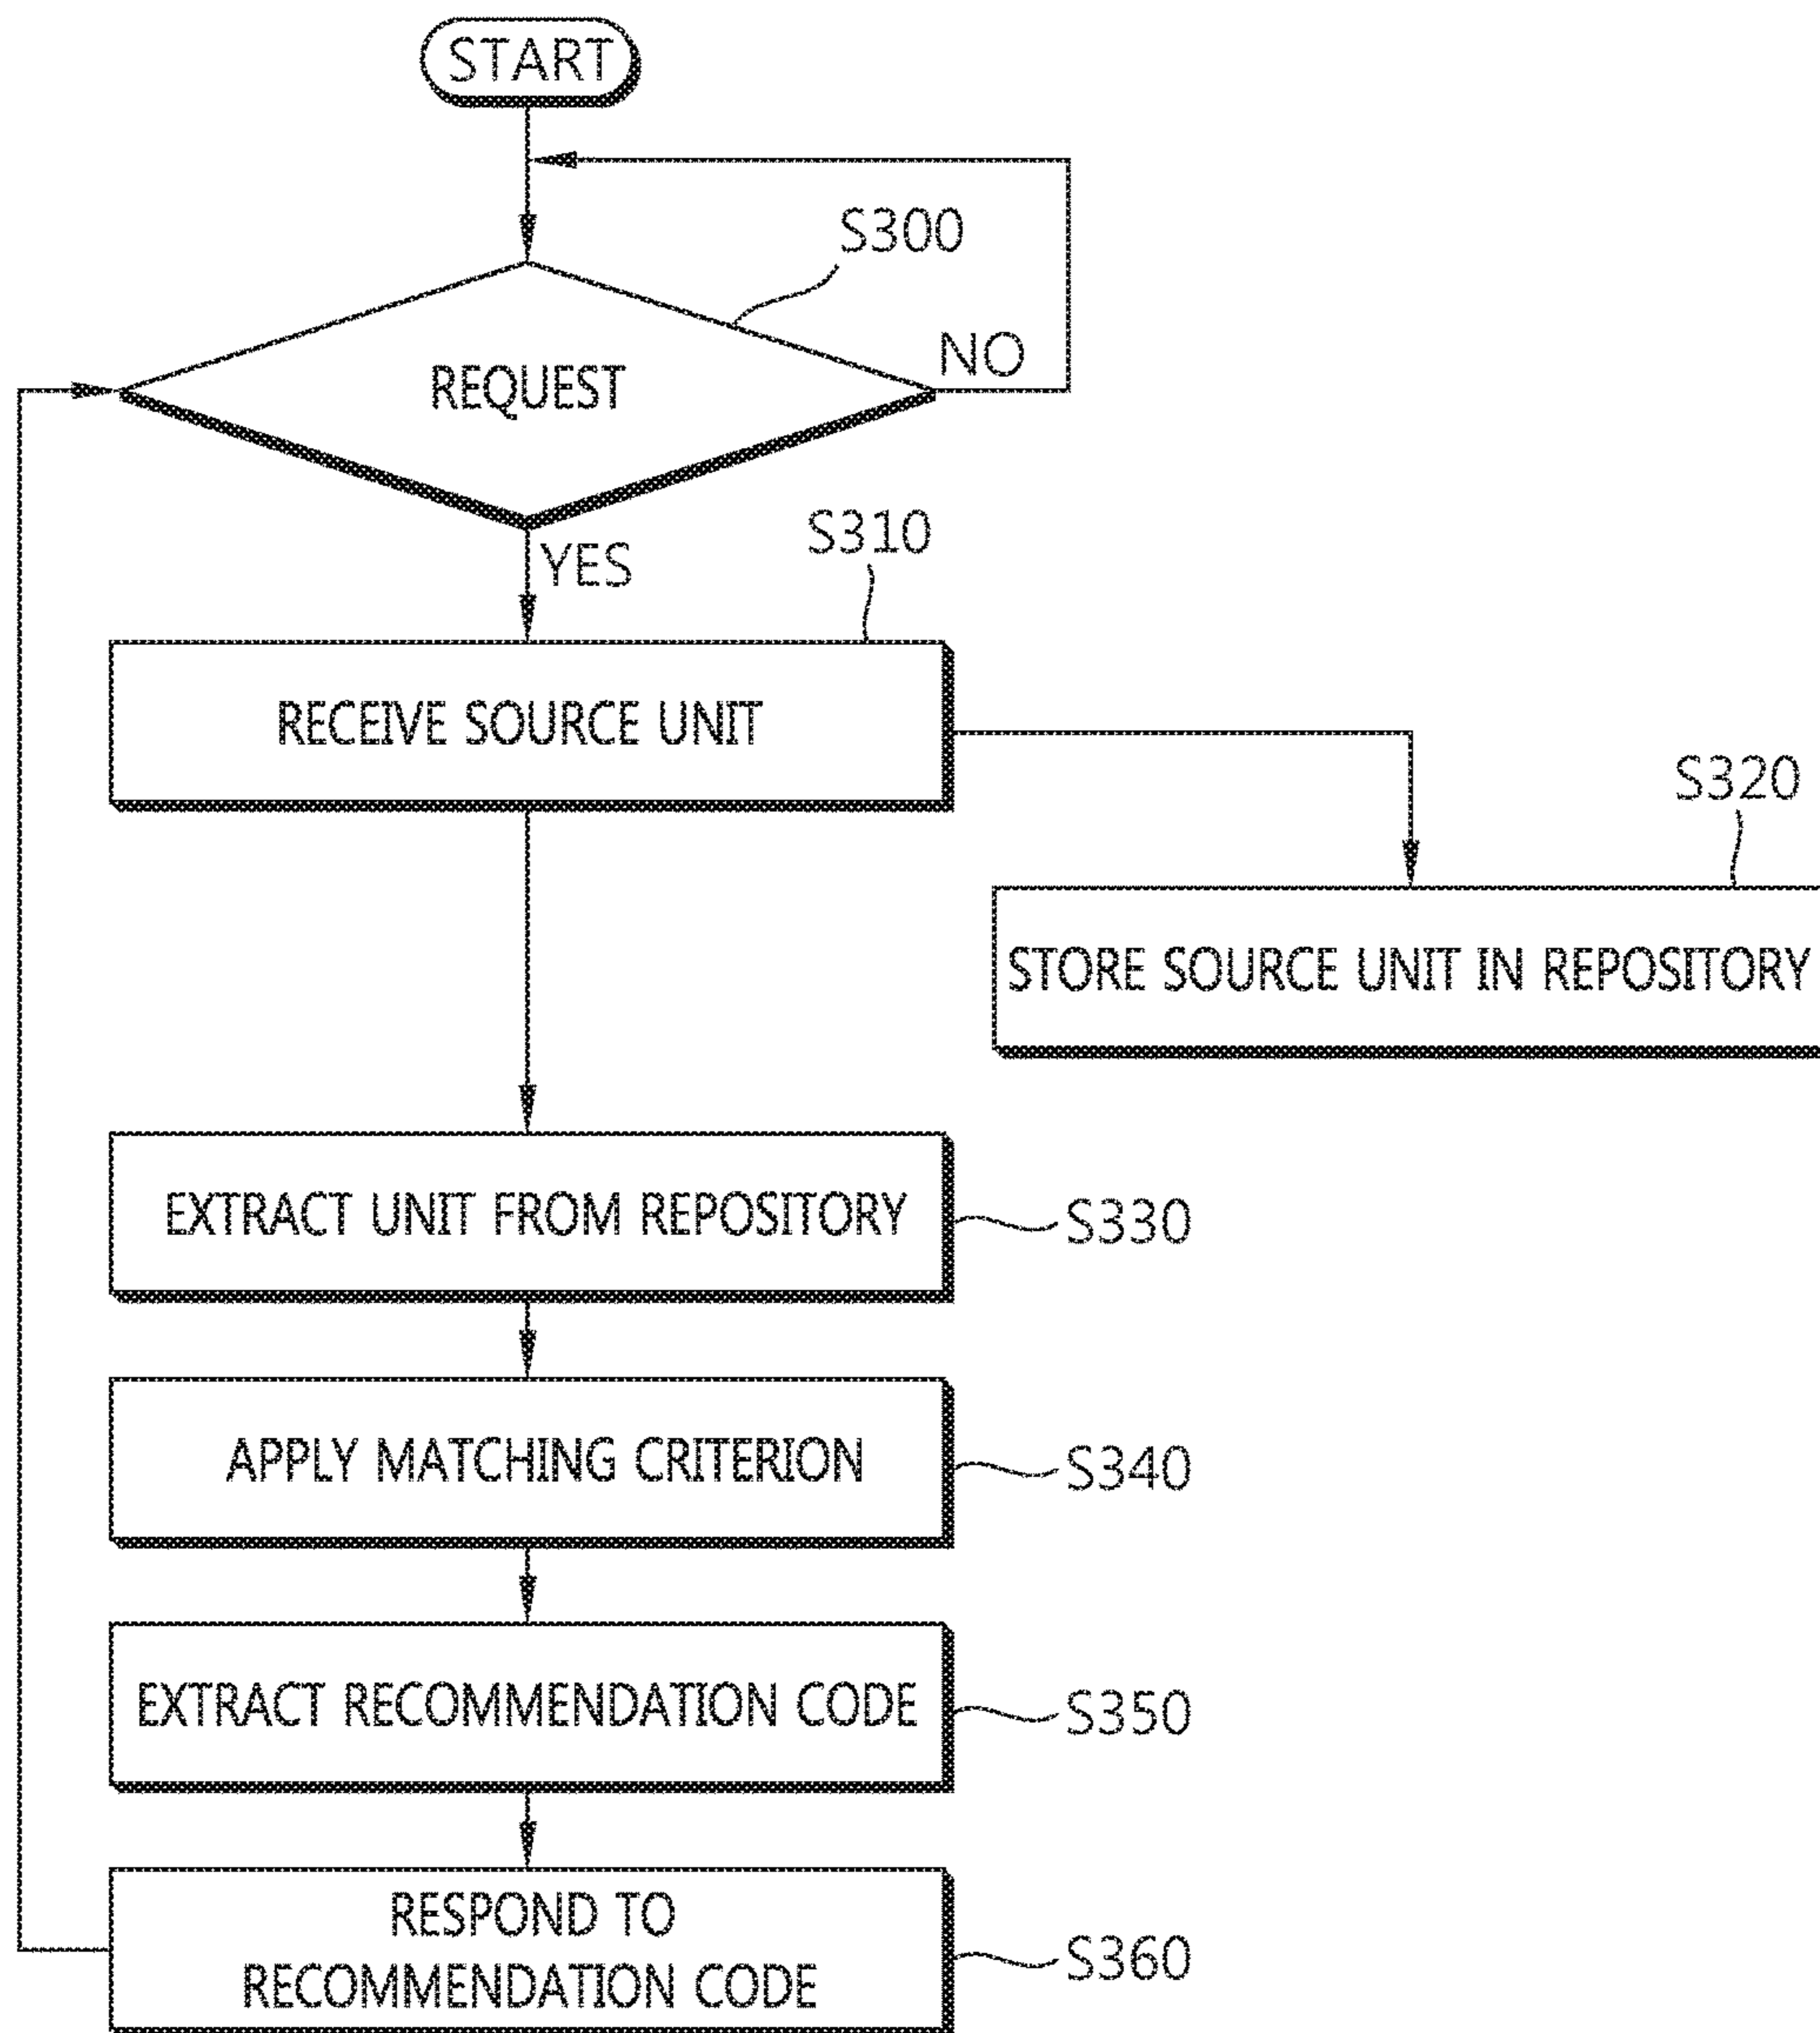 START
S300
NO
REQUEST
YES
S310
RECEIVE SOURCE UNIT
S320
STORE SOURCE UNIT IN REPOSITORY
EXTRACT UNIT FROM REPOSITORY
S330
APPLY MATCHING CRITERION
S340
EXTRACT RECOMMENDATION CODE
S350
RESPOND TO
RECOMMENDATION CODE
S360